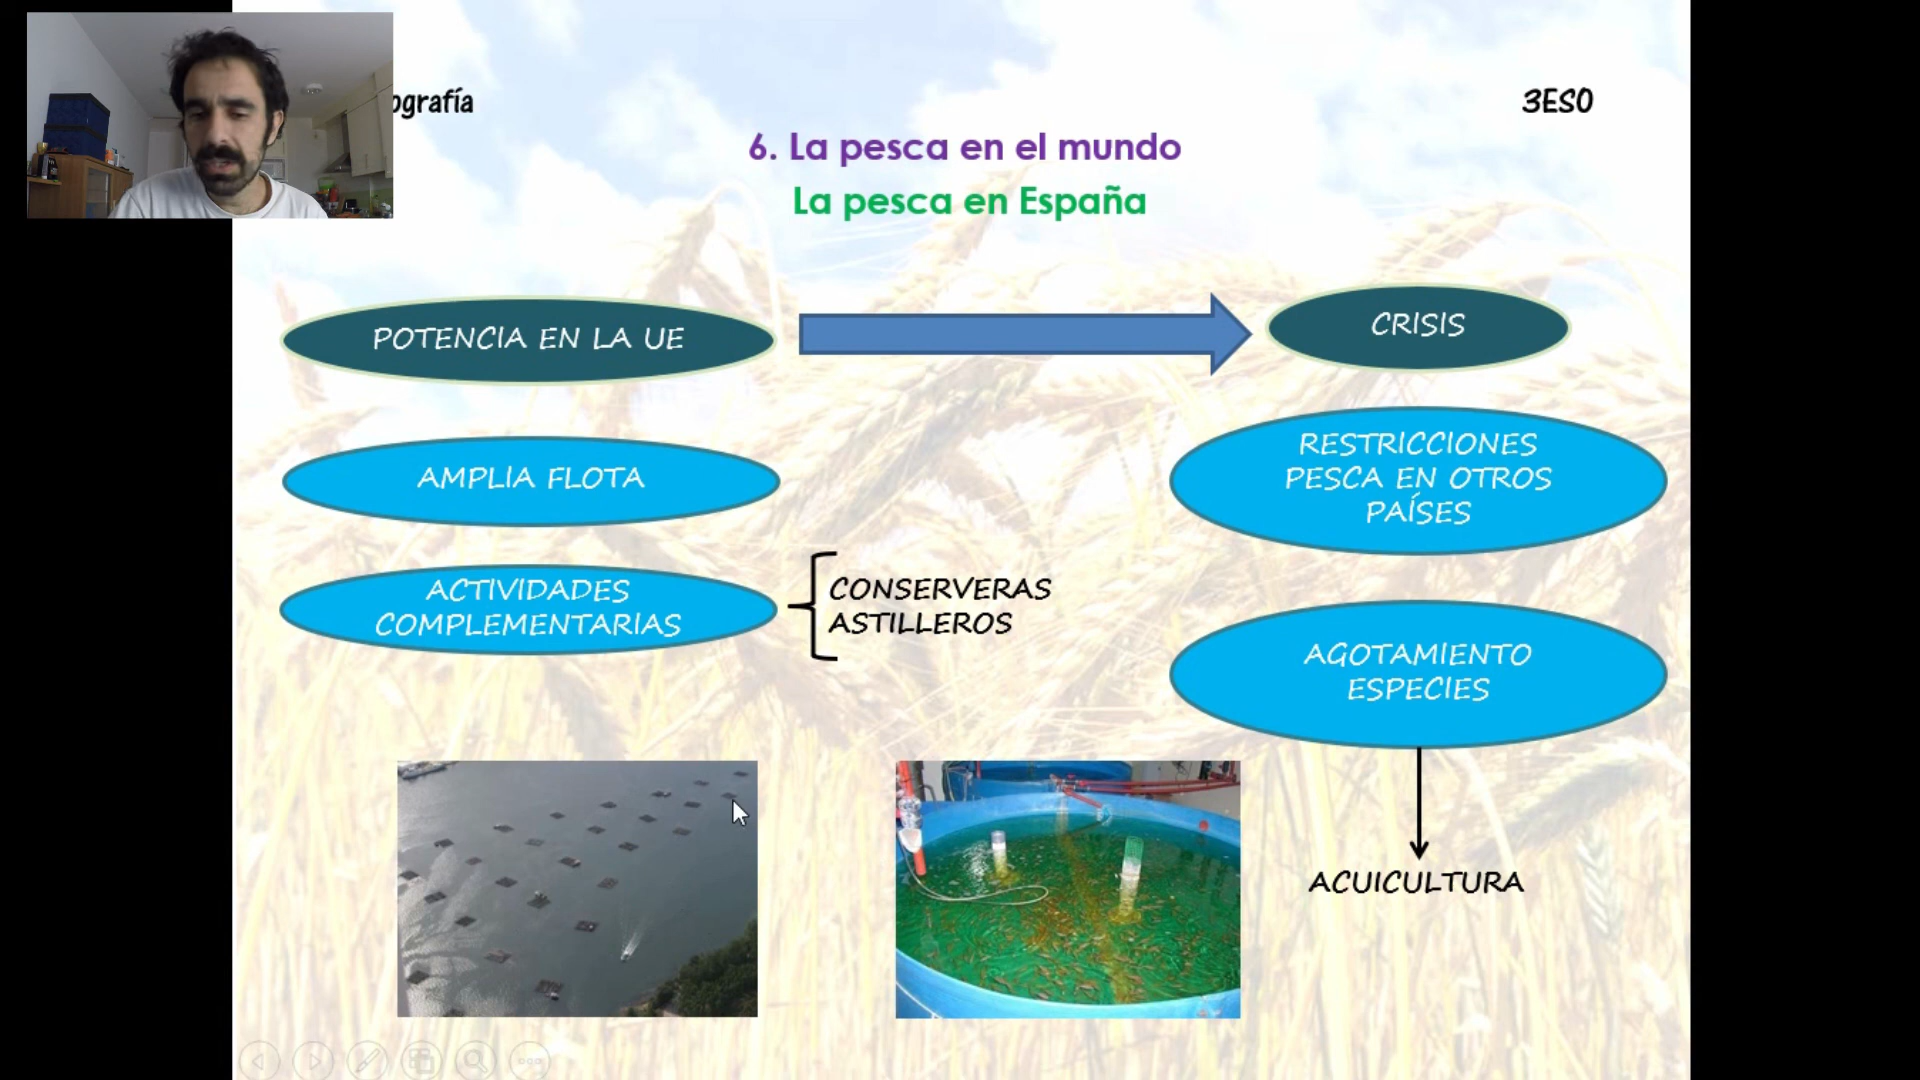 ografía
3ESO
6. La pesca en el mundo
La pesca en España
POTENCIA EN LA UE
CRISIS
AMPLIA FLOTA
RESTRICCIONES
PESCA EN OTROS
PAÍSES
ACTIVIDADES
COMPLEMENTARIAS
CONSERVERAS
ASTILLEROS
AGOTAMIENTO
ESPECIES
ACUICULTURA